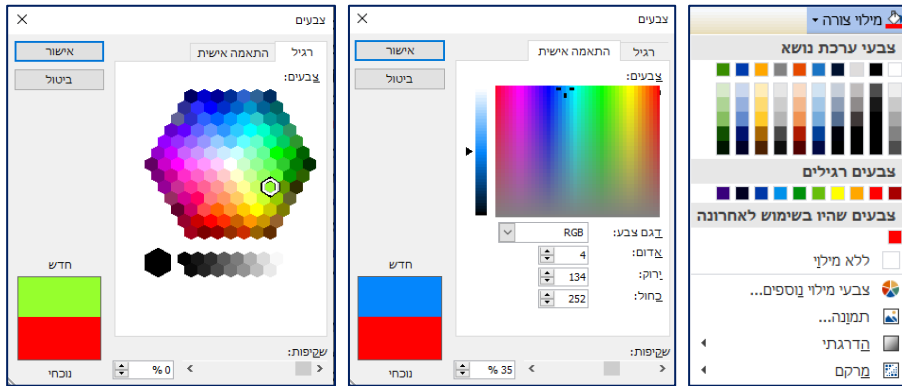 מילוי צורה
צבעי ערכת נושא
צבעים רגילים
צבעים שהיו בשימוש לאחרונה
ללא מילוי
צבעי מילוי נוספים...
תמונה...
הדרגתי
מרקם
צבעים
רגיל
התאמה אישית
אישור
ביטול
צבעים:
דגם צבע:
RGB
אדום:
4
ירוק:
134
כחול:
252
חדש
נוכחי
שקיפות:
% 35
צבעים
רגיל
התאמה אישית
אישור
ביטול
צבעים:
חדש
נוכחי
שקיפות:
% 0